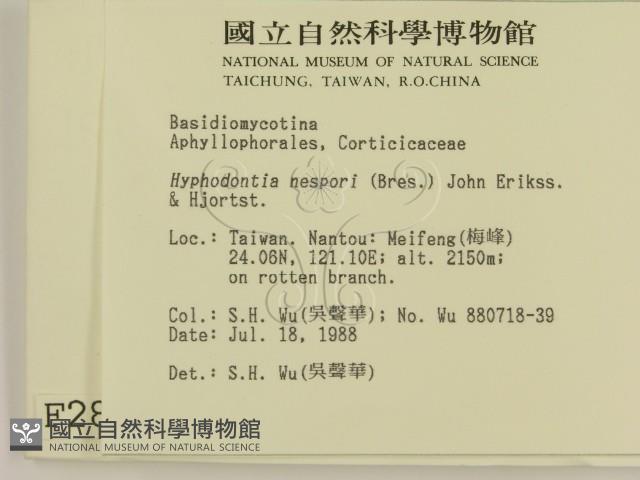 國立自然科學博物館
NATIONAL MUSEUM OF NATURAL SCIENCE
TAICHUNG, TAIWAN, R.O.CHINA
Basidiomycotina
Aphyllophorales, Corticicaceae
Hyphodontia nespori (Bres.) John Erikss.
& Hjortst.
Loc.: Taiwan. Nantou: Meifeng(梅峰)
24.06N, 121.10E; alt. 2150m;
on rotten branch.
Col.: S.H. Wu(吳聲華); No. Wu 880718-39
Date: Jul. 18, 1988
Det.: S.H. Wu(吳聲華)
F28
國立自然科學博物館
NATIONAL MUSEUM OF NATURAL SCIENCE